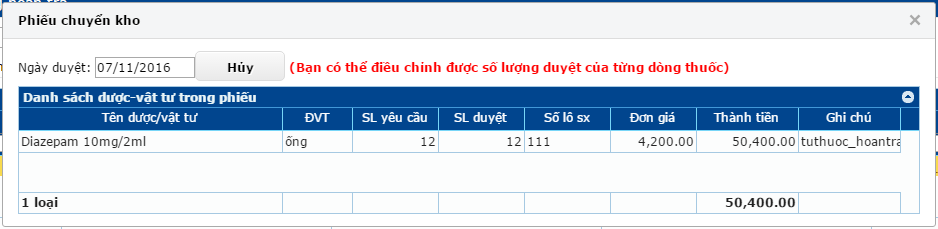 Phiếu chuyển kho
Ngày duyệt: 07/11/2016 Hủy (Bạn có thể điều chỉnh được số lượng duyệt của từng dòng thuốc)
Danh sách dược-vật tư trong phiếu
Tên dược/vật tư ĐVT SL yêu cầu SL duyệt Số lô sx Đơn giá Thành tiền Ghi chú
Diazepam 10mg/2ml ống 12 12 111 4,200.00 50,400.00 tuthuoc_hoantra
1 loại 50,400.00